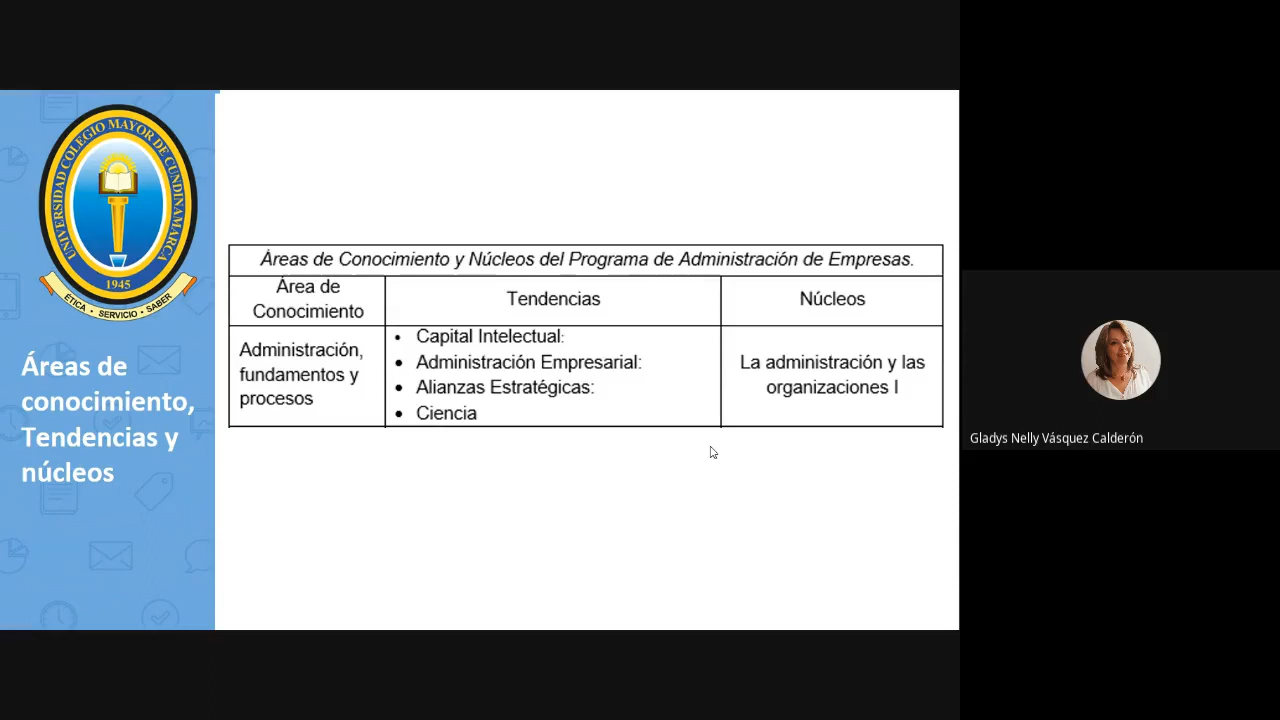 UNIVERSIDAD COLEGIO MAYOR DE CUNDINAMARCA
1945
ETICA • SERVICIO • SABER
Áreas de
conocimiento,
Tendencias y
núcleos
Áreas de Conocimiento y Núcleos del Programa de Administración de Empresas.
Área de
Conocimiento
Tendencias
Núcleos
Administración,
fundamentos y
procesos
• Capital Intelectual:
• Administración Empresarial:
• Alianzas Estratégicas:
• Ciencia
La administración y las
organizaciones I
Gladys Nelly Vásquez Calderón